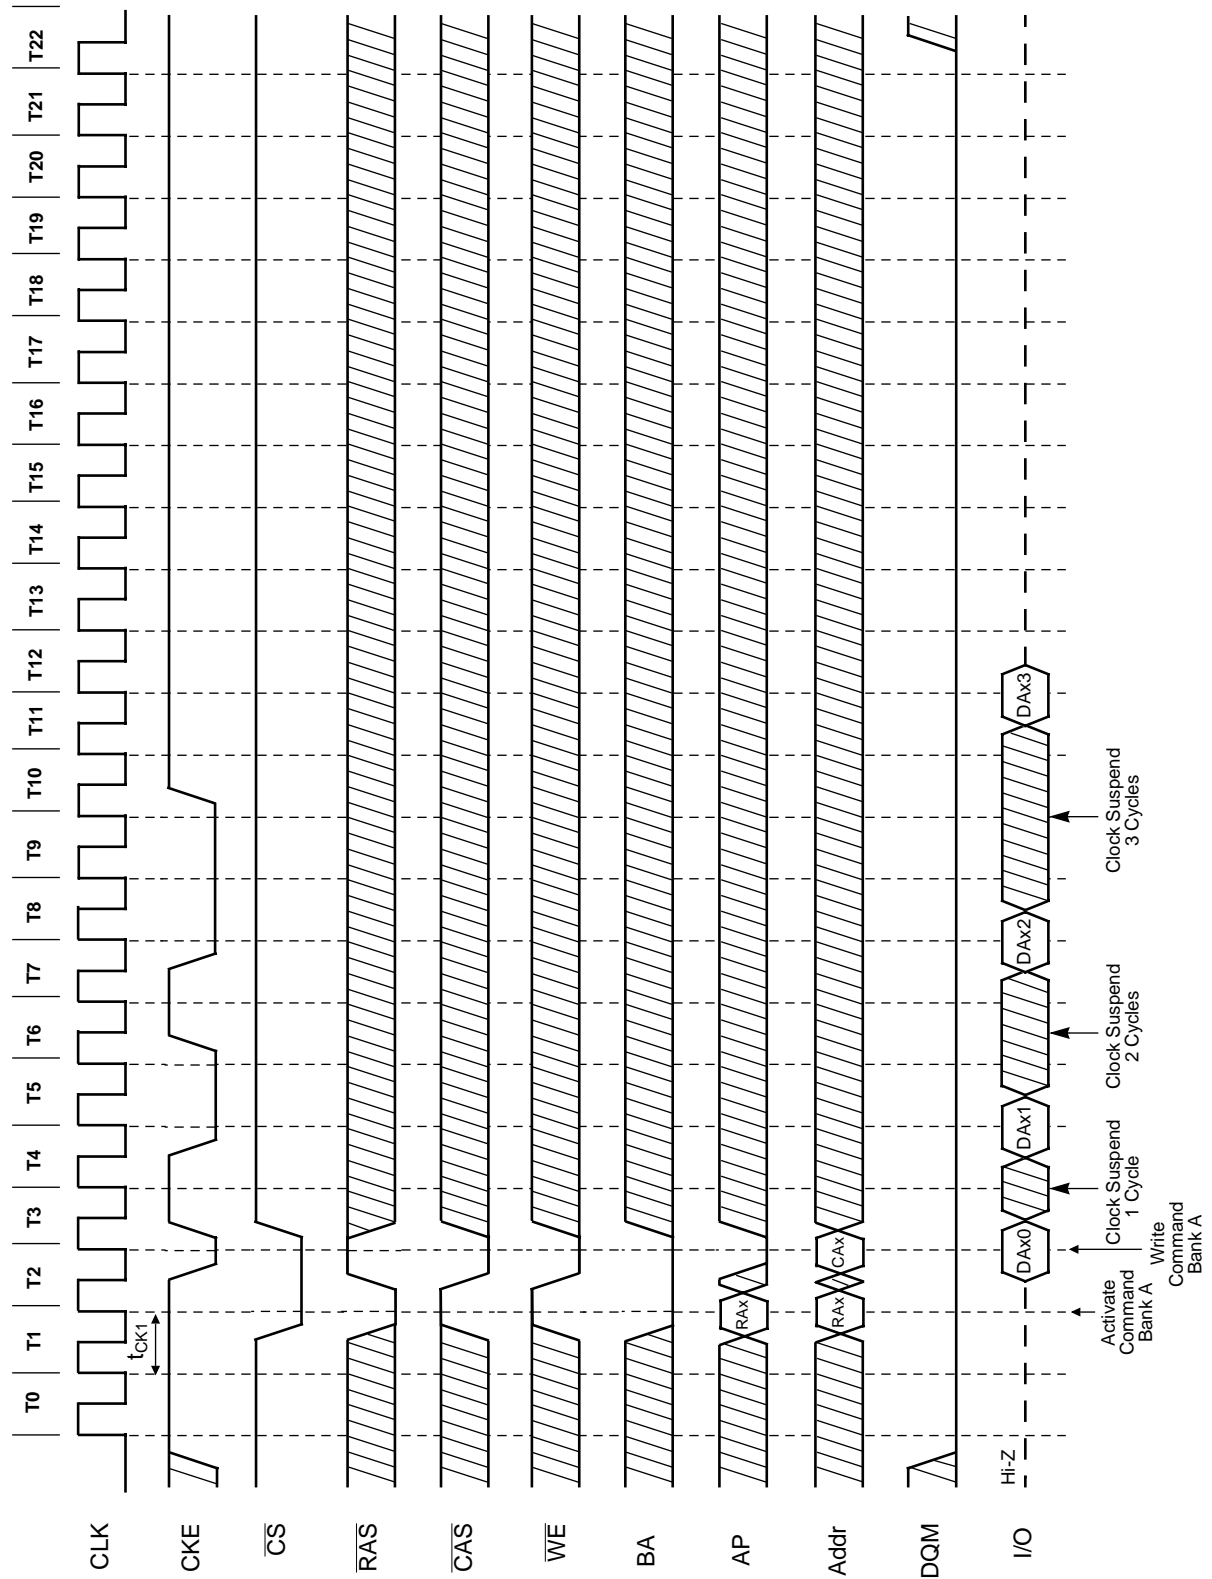 T0 T1 T2 T3 T4 T5 T6 T7 T8 T9 T10 T11 T12 T13 T14 T15 T16 T17 T18 T19 T20 T21 T22
CLK
tCK1
CKE
CS
RAS
CAS
WE
BA
AP
RAx
Addr
RAx CAx
DQM
I/O
Hi-Z
DAx0 DAx1 DAx2 DAx3
Activate
Command
Bank A
Write
Command
Bank A
Clock Suspend
1 Cycle
Clock Suspend
2 Cycles
Clock Suspend
3 Cycles